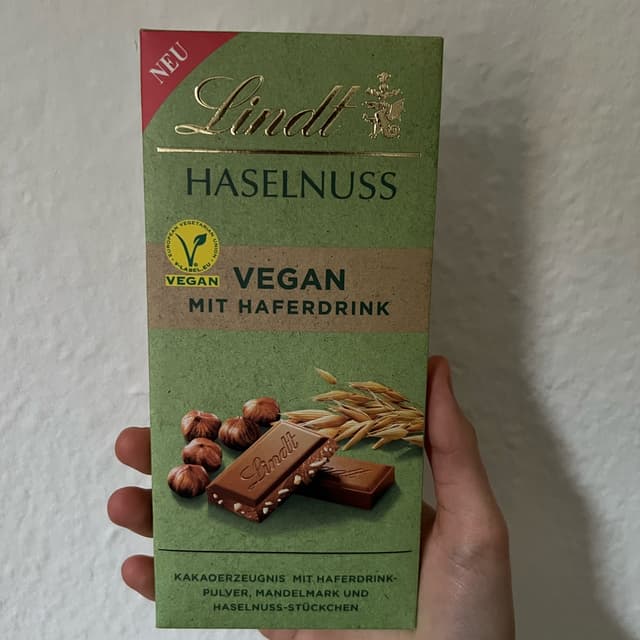 NEU
Lindt
HASELNUSS
EUROPEAN VEGETARIAN UNION
V-LABEL.EU
VEGAN
VEGAN
MIT HAFERDRINK
Lindt
KAKAOERZEUGNIS MIT HAFERDRINK-
PULVER, MANDELMARK UND
HASELNUSS-STÜCKCHEN